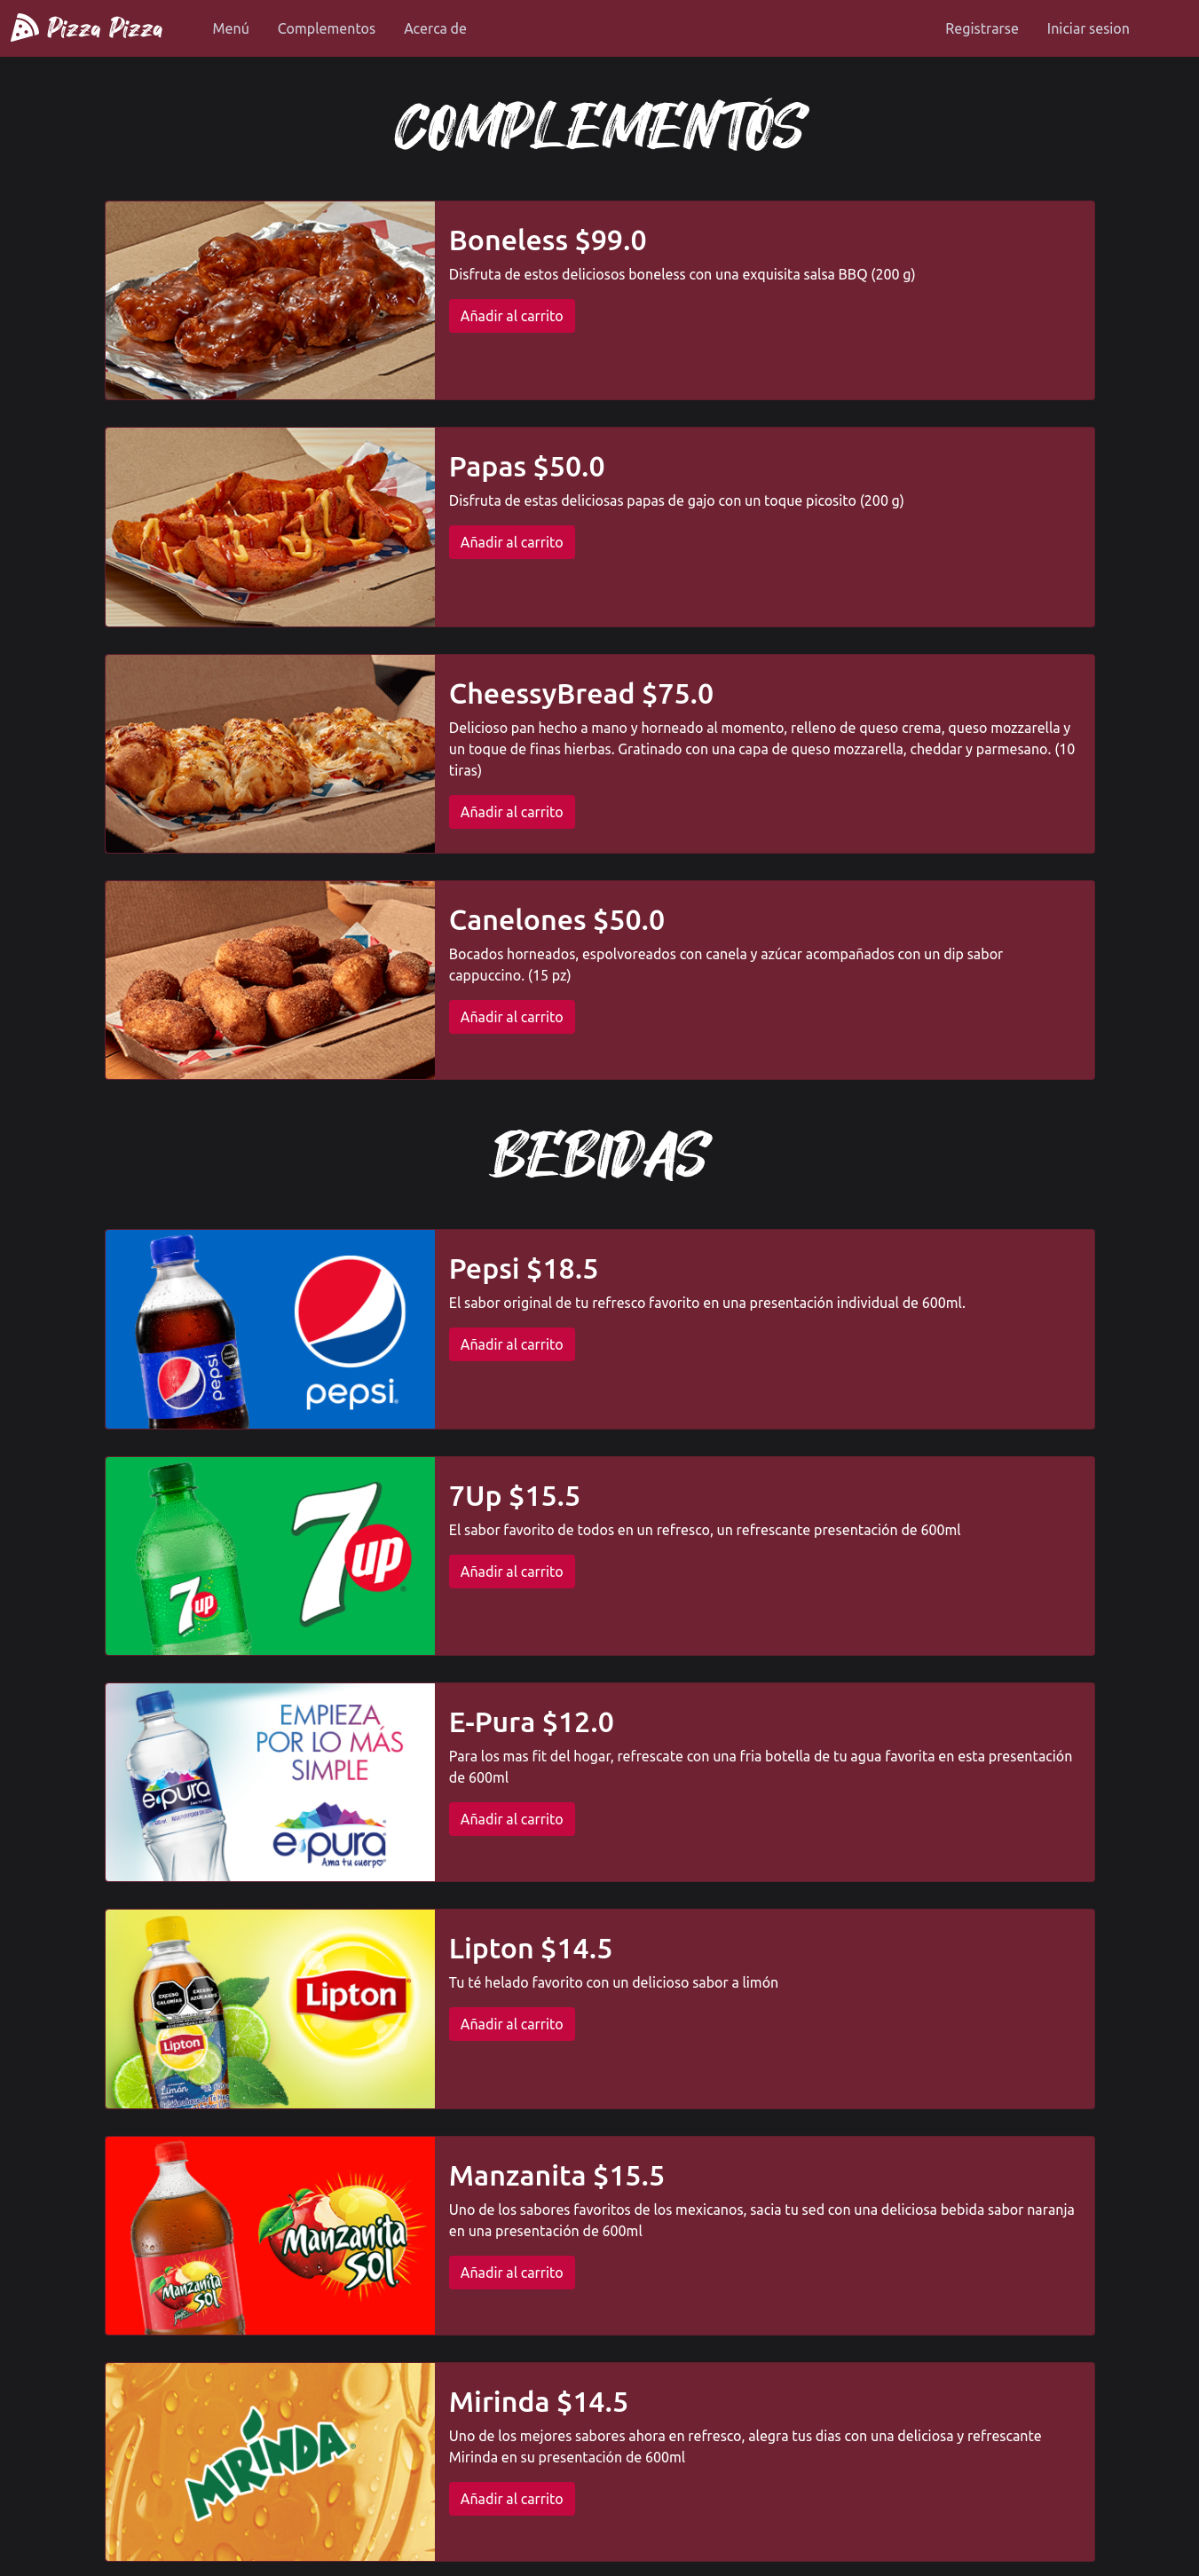 Pizza Pizza
Menú
Complementos
Acerca de
Registrarse
Iniciar sesion
COMPLEMENTÓS
Boneless $99.0
Disfruta de estos deliciosos boneless con una exquisita salsa BBQ (200 g)
Añadir al carrito
Papas $50.0
Disfruta de estas deliciosas papas de gajo con un toque picosito (200 g)
Añadir al carrito
CheessyBread $75.0
Delicioso pan hecho a mano y horneado al momento, relleno de queso crema, queso mozzarella y
un toque de finas hierbas. Gratinado con una capa de queso mozzarella, cheddar y parmesano. (10
tiras)
Añadir al carrito
Canelones $50.0
Bocados horneados, espolvoreados con canela y azúcar acompañados con un dip sabor
cappuccino. (15 pz)
Añadir al carrito
BEBIDAS
pepsi
pepsi
Pepsi $18.5
El sabor original de tu refresco favorito en una presentación individual de 600ml.
Añadir al carrito
7up
7up
7Up $15.5
El sabor favorito de todos en un refresco, un refrescante presentación de 600ml
Añadir al carrito
EMPIEZA
POR LO MÁS
SIMPLE
epura
epura
Ama tu cuerpo
E-Pura $12.0
Para los mas fit del hogar, refrescate con una fria botella de tu agua favorita en esta presentación
de 600ml
Añadir al carrito
EXCESO CALORÍAS
EXCESO AZÚCARES
Lipton
Limón
Lipton
Lipton $14.5
Tu té helado favorito con un delicioso sabor a limón
Añadir al carrito
Manzanita
Sol
Manzanita
Sol
Manzanita $15.5
Uno de los sabores favoritos de los mexicanos, sacia tu sed con una deliciosa bebida sabor naranja
en una presentación de 600ml
Añadir al carrito
MIRINDA
Mirinda $14.5
Uno de los mejores sabores ahora en refresco, alegra tus dias con una deliciosa y refrescante
Mirinda en su presentación de 600ml
Añadir al carrito